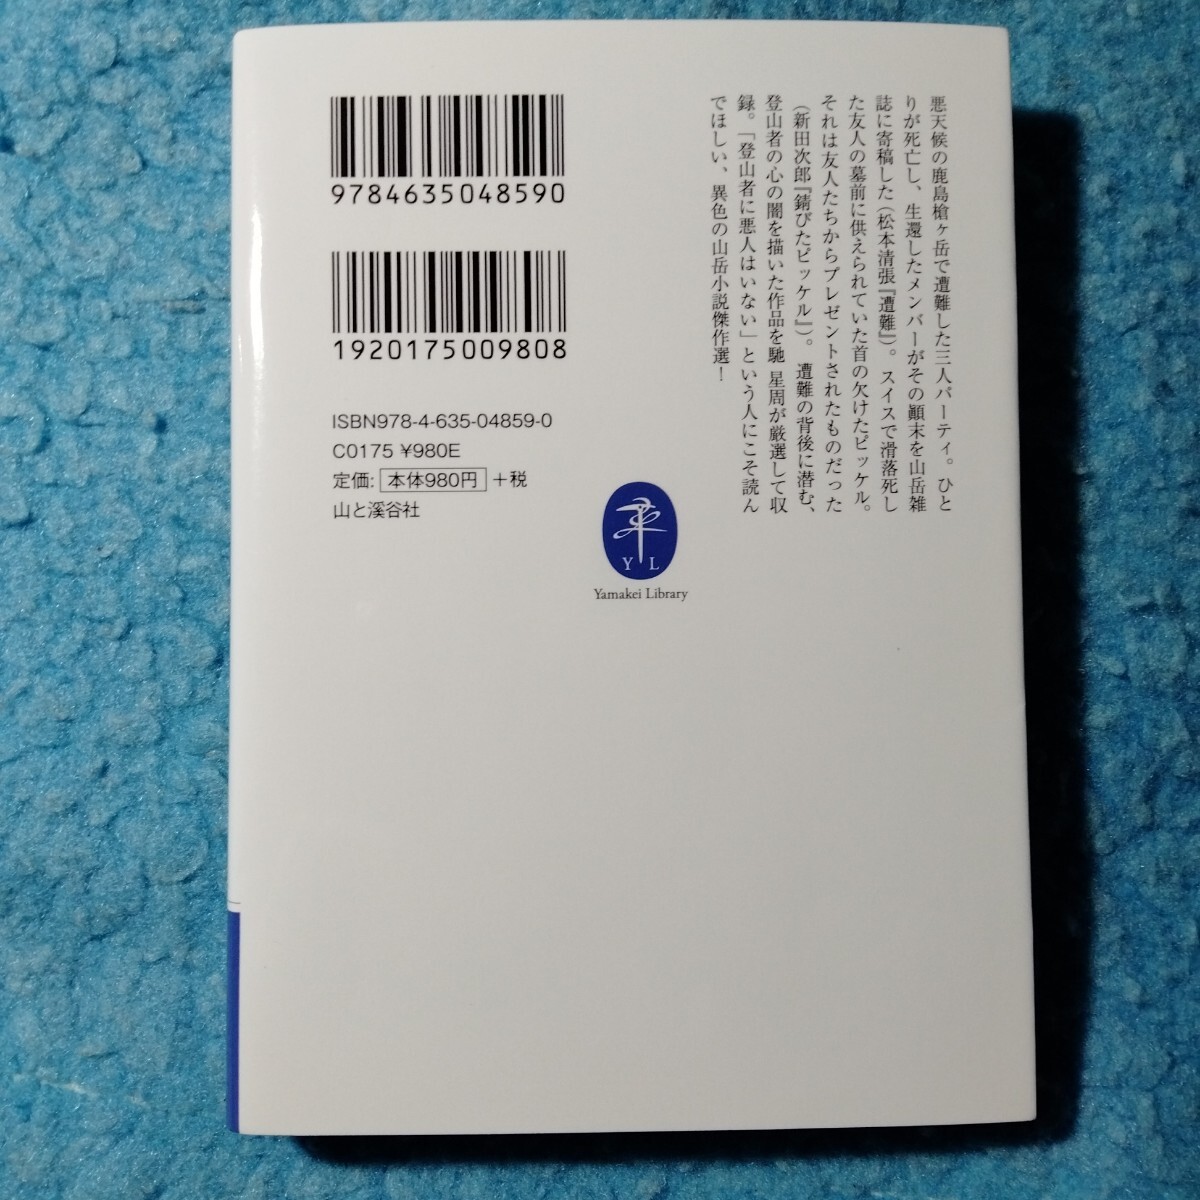 悪天候の鹿島槍ヶ岳で遭難した三人パーティ。ひと
りが死亡し、生還したメンバーがその顛末を山岳雑
誌に寄稿した（松本清張『遭難』）。スイスで滑落死し
た友人の墓前に供えられていた首の欠けたピッケル。
それは友人たちからプレゼントされたものだった
（新田次郎『錆びたピッケル』）。遭難の背後に潜む、
登山者の心の闇を描いた作品を馳 星周が厳選して収
録。「登山者に悪人はいない」という人にこそ読ん
でほしい、異色の山岳小説傑作選！
9784635048590
1920175009808
ISBN978-4-635-04859-0
C0175 ¥980E
定価: 本体980円 +税
山と溪谷社
Y L
Yamakei Library